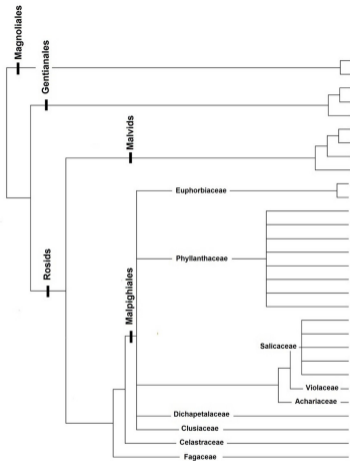 Magnoliales
Gentianales
Malvids
Euphorbiaceae
Rosids
Phyllanthaceae
Malpighiales
Salicaceae
Violaceae
Achariaceae
Dichapetalaceae
Clusiaceae
Celastraceae
Fagaceae